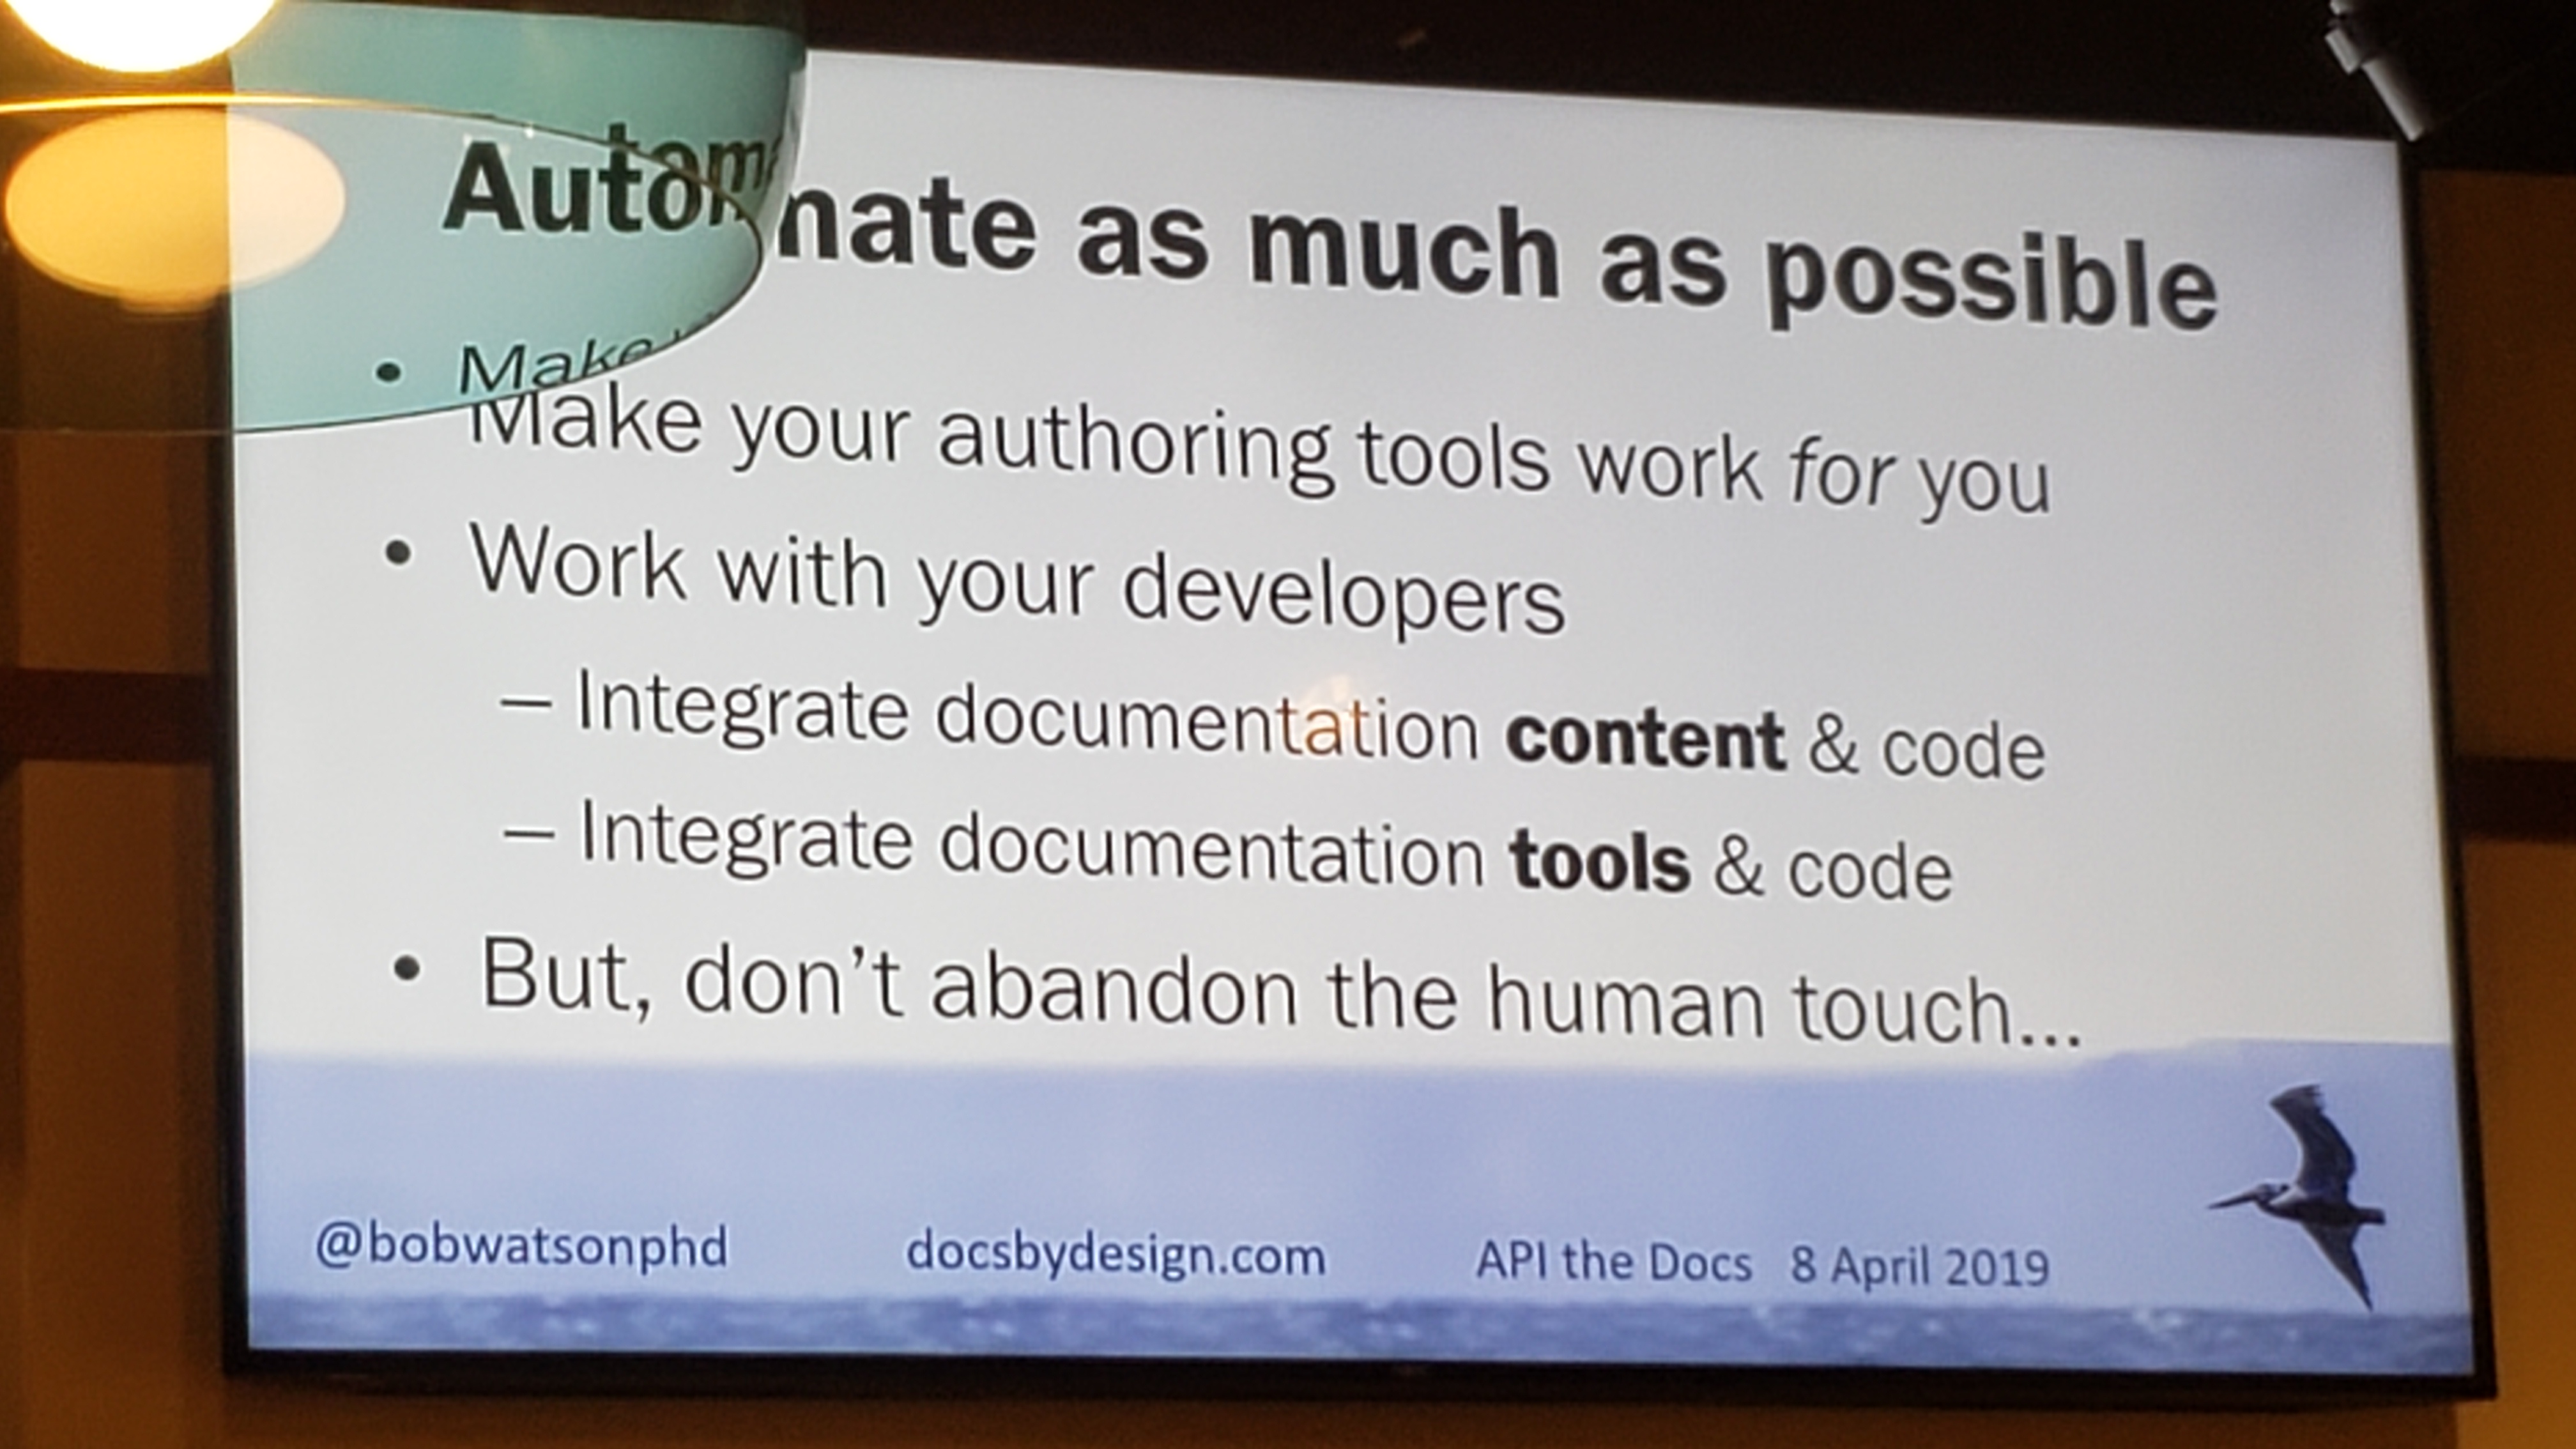 Automate as much as possible
• Make your authoring tools work for you
• Work with your developers
– Integrate documentation content & code
– Integrate documentation tools & code
• But, don’t abandon the human touch...
@bobwatsonphd docsbydesign.com API the Docs 8 April 2019